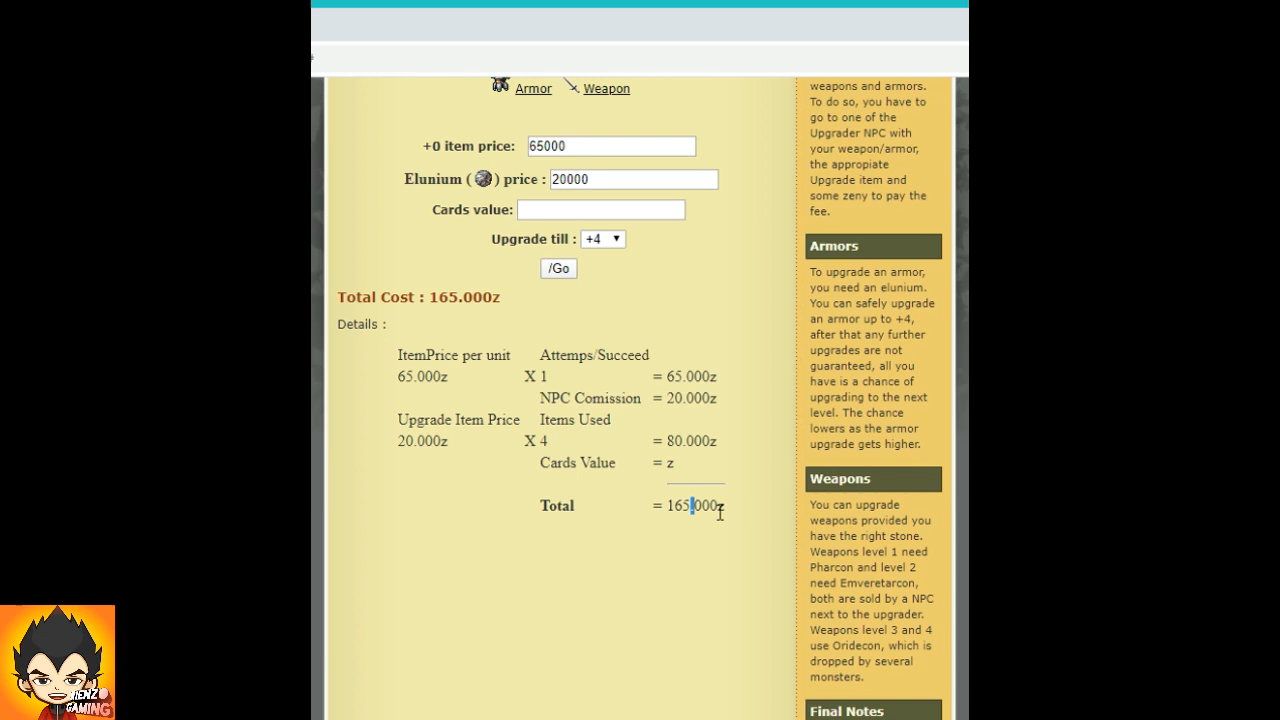 Armor Weapon
+0 item price: 65000
Elunium ( ) price : 20000
Cards value:
Upgrade till : +4
/Go
Total Cost : 165.000z
Details :
ItemPrice per unit Attemps/Succeed
65.000z X 1 = 65.000z
NPC Comission = 20.000z
Upgrade Item Price Items Used
20.000z X 4 = 80.000z
Cards Value = z
Total = 165.000z
weapons and armors.
To do so, you have to
go to one of the
Upgrader NPC with
your weapon/armor,
the appropiate
Upgrade item and
some zeny to pay the
fee.
Armors
To upgrade an armor,
you need an elunium.
You can safely upgrade
an armor up to +4,
after that any further
upgrades are not
guaranteed, all you
have is a chance of
upgrading to the next
level. The chance
lowers as the armor
upgrade gets higher.
Weapons
You can upgrade
weapons provided you
have the right stone.
Weapons level 1 need
Pharcon and level 2
need Emveretarcon,
both are sold by a NPC
next to the upgrader.
Weapons level 3 and 4
use Oridecon, which is
dropped by several
monsters.
Final Notes
GAMING